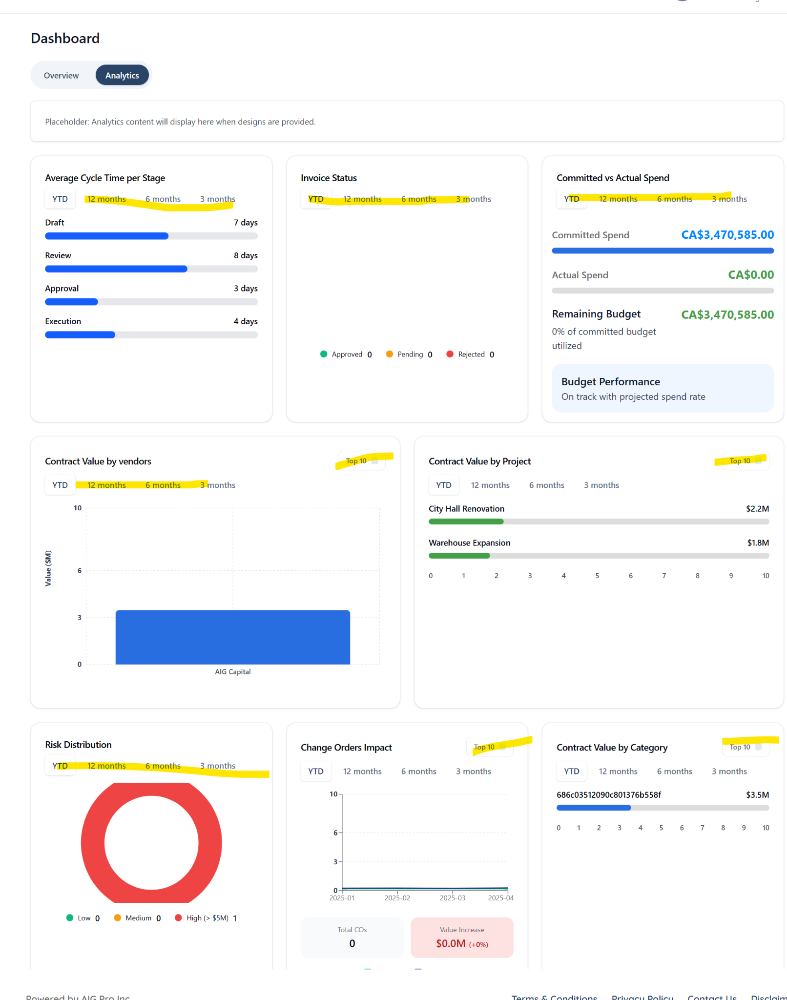 Dashboard
Overview Analytics
Placeholder: Analytics content will display here when designs are provided.
Average Cycle Time per Stage
YTD 12 months 6 months 3 months
Draft 7 days
Review 8 days
Approval 3 days
Execution 4 days
Invoice Status
YTD 12 months 6 months 3 months
Approved 0 Pending 0 Rejected 0
Committed vs Actual Spend
YTD 12 months 6 months 3 months
Committed Spend CA$3,470,585.00
Actual Spend CA$0.00
Remaining Budget CA$3,470,585.00
0% of committed budget
utilized
Budget Performance
On track with projected spend rate
Contract Value by vendors Top 10
YTD 12 months 6 months 3 months
Value ($M)
10
6
3
0
AIG Capital
Contract Value by Project Top 10
YTD 12 months 6 months 3 months
City Hall Renovation $2.2M
Warehouse Expansion $1.8M
0 1 2 3 4 5 6 7 8 9 10
Risk Distribution
YTD 12 months 6 months 3 months
Low 0 Medium 0 High (> $5M) 1
Change Orders Impact Top 10
YTD 12 months 6 months 3 months
10
6
3
0
2025-01 2025-02 2025-03 2025-04
Total COs
0
Value Increase
$0.0M (+0%)
Contract Value by Category Top 10
YTD 12 months 6 months 3 months
686c03512090c801376b558f $3.5M
0 1 2 3 4 5 6 7 8 9 10
Powered by AIG Pro Inc
Terms & Conditions Privacy Policy Contact Us Disclaim